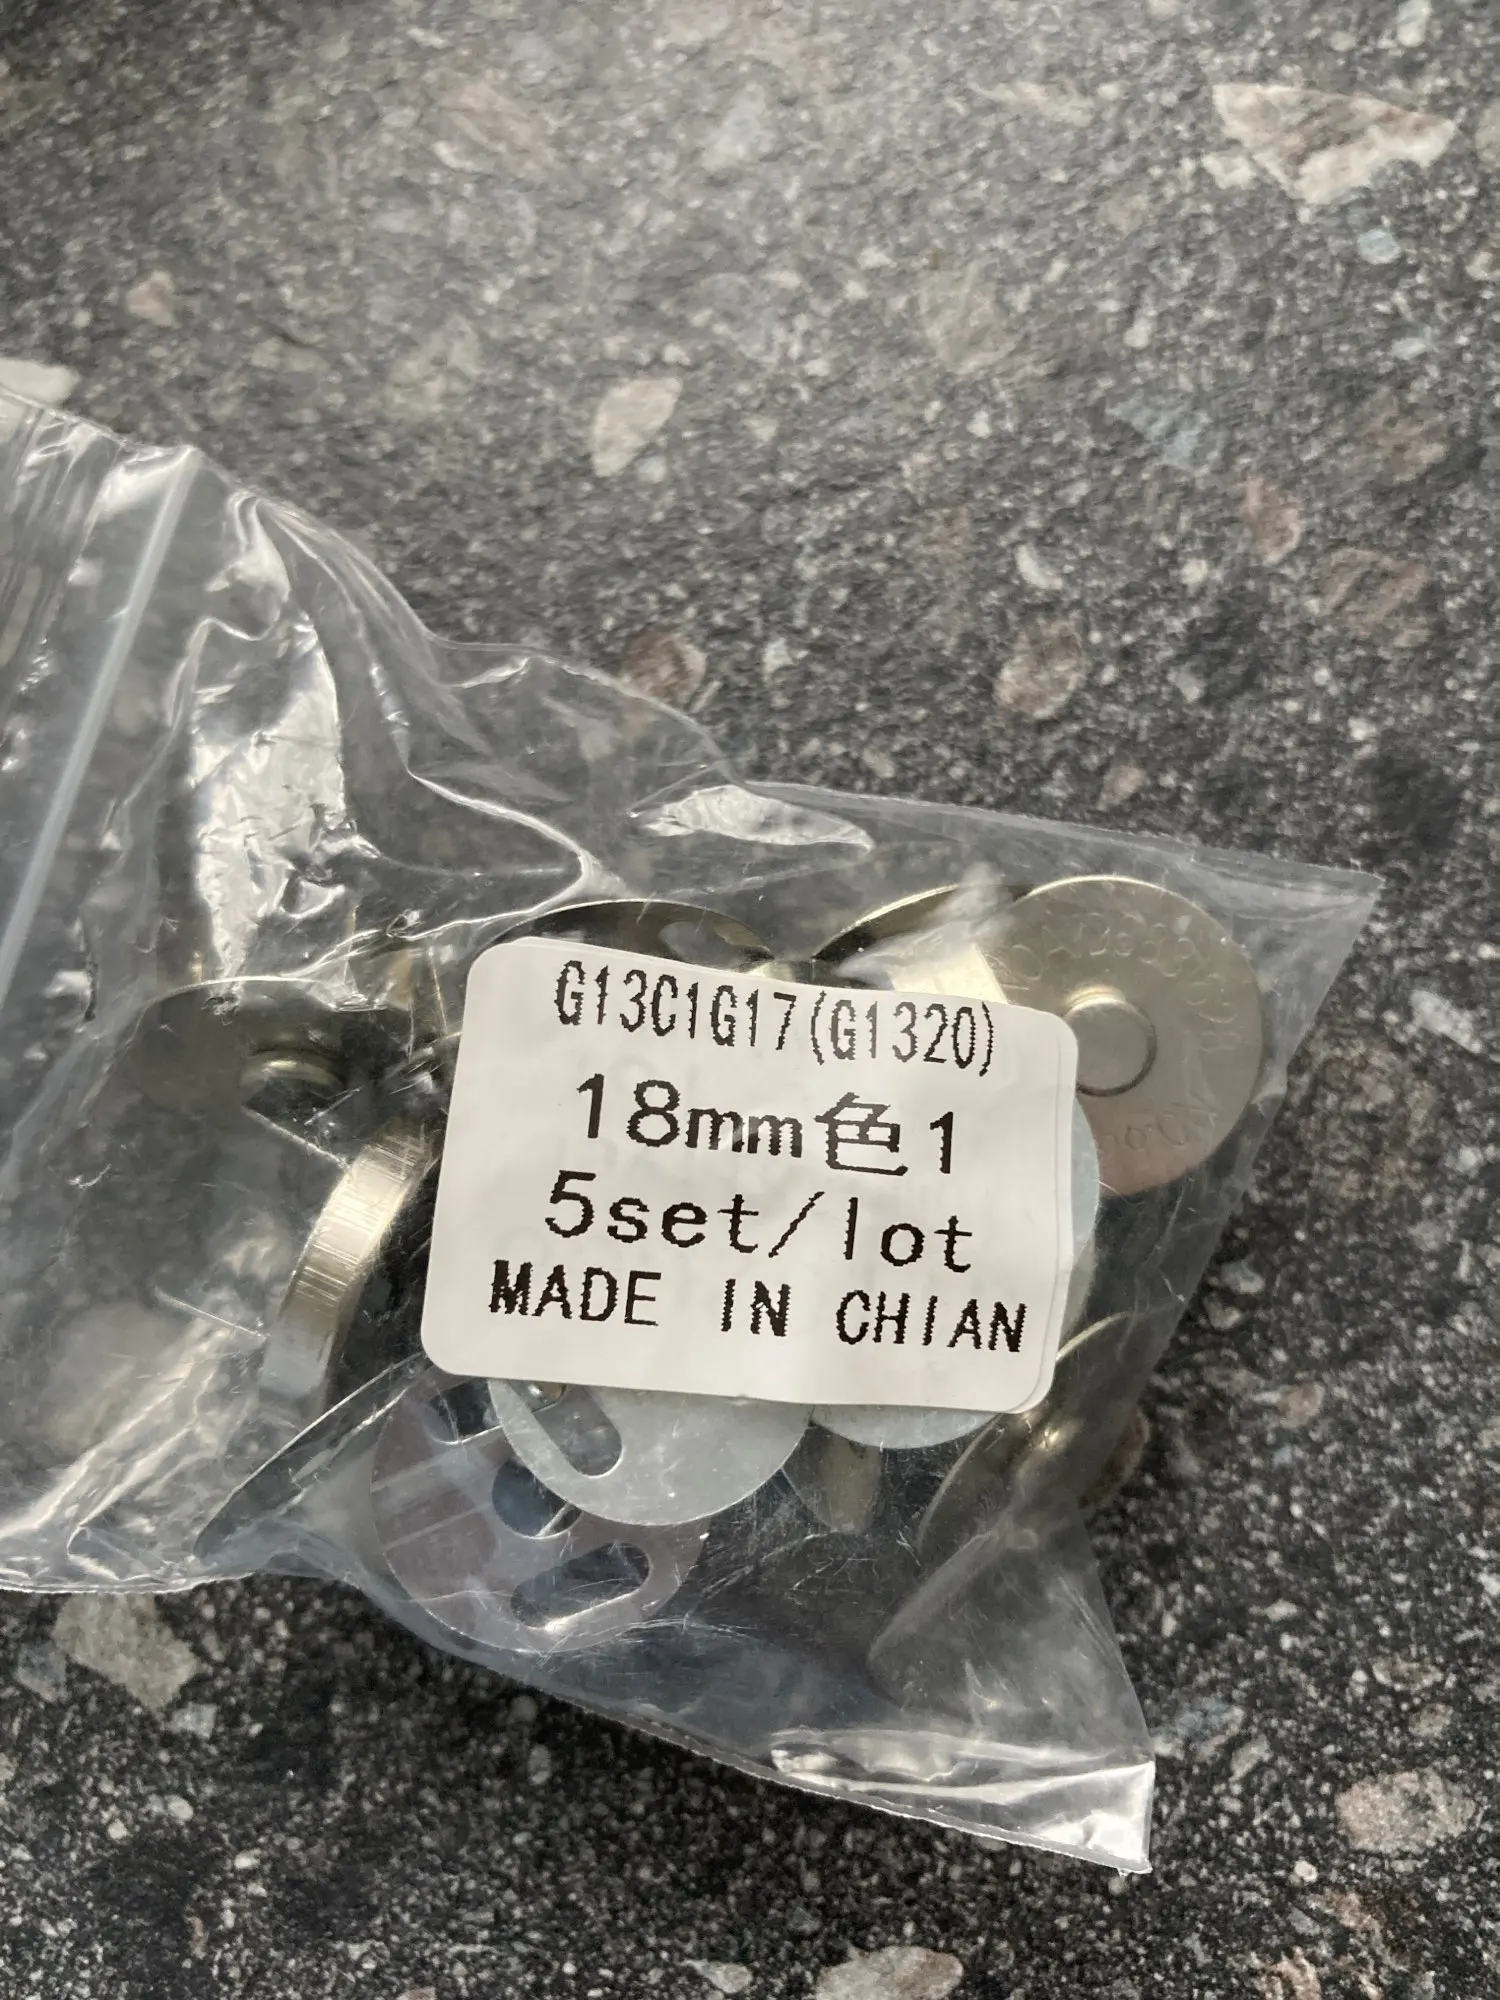 G13C1G17(G1320)
18mm色1
5set/lot
MADE IN CHIAN